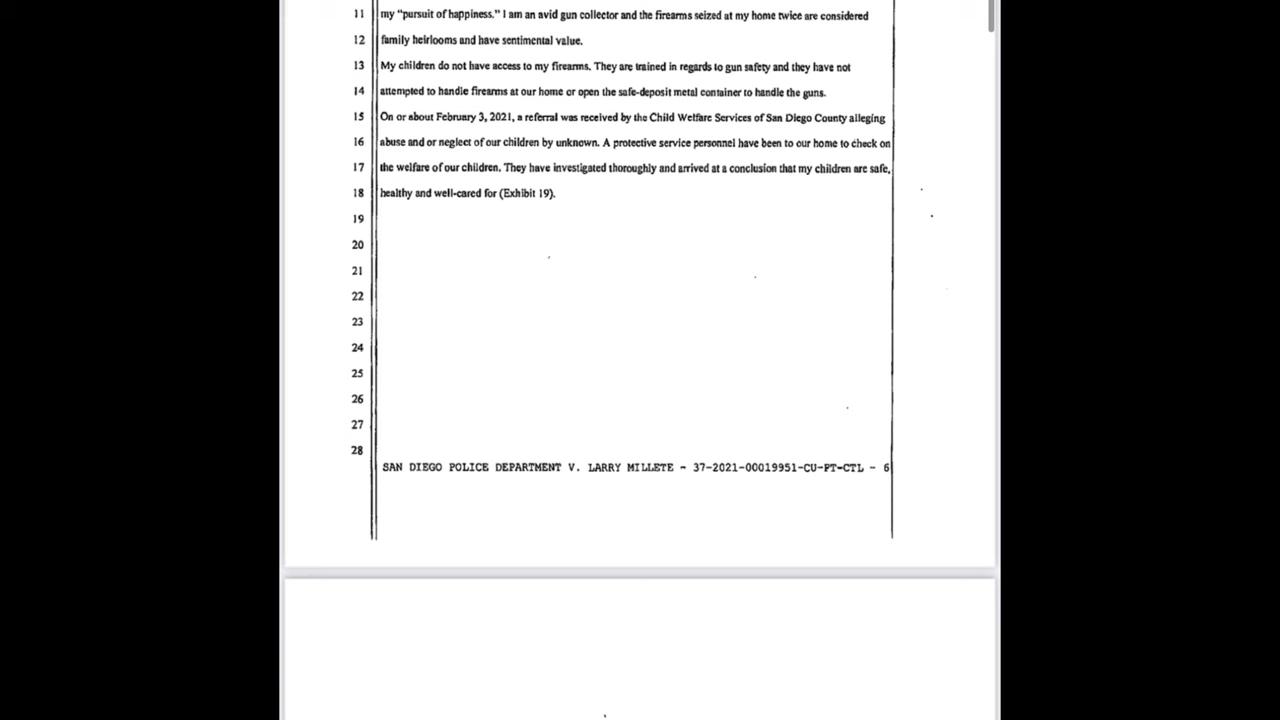 11 my “pursuit of happiness.” I am an avid gun collector and the firearms seized at my home twice are considered
12 family heirlooms and have sentimental value.
13 My children do not have access to my firearms. They are trained in regards to gun safety and they have not
14 attempted to handle firearms at our home or open the safe-deposit metal container to handle the guns.
15 On or about February 3, 2021, a referral was received by the Child Welfare Services of San Diego County alleging
16 abuse and or neglect of our children by unknown. A protective service personnel have been to our home to check on
17 the welfare of our children. They have investigated thoroughly and arrived at a conclusion that my children are safe,
18 healthy and well-cared for (Exhibit 19).
19
20
21
22
23
24
25
26
27
28
SAN DIEGO POLICE DEPARTMENT V. LARRY MILLETE - 37-2021-00019951-CU-PT-CTL - 6